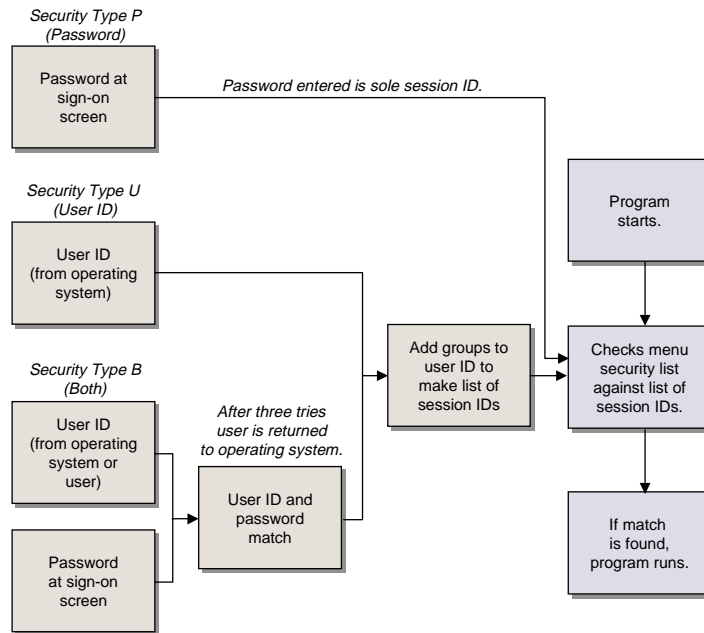 Security Type P
(Password)
Password at
sign-on
screen
Password entered is sole session ID.
Program
starts.
Security Type U
(User ID)
User ID
(from operating
system)
Add groups to
user ID to
make list of
session IDs
Checks menu
security list
against list of
session IDs.
Security Type B
(Both)
User ID
(from operating
system or
user)
After three tries
user is returned
to operating system.
User ID and
password
match
If match
is found,
program runs.
Password
at sign-on
screen